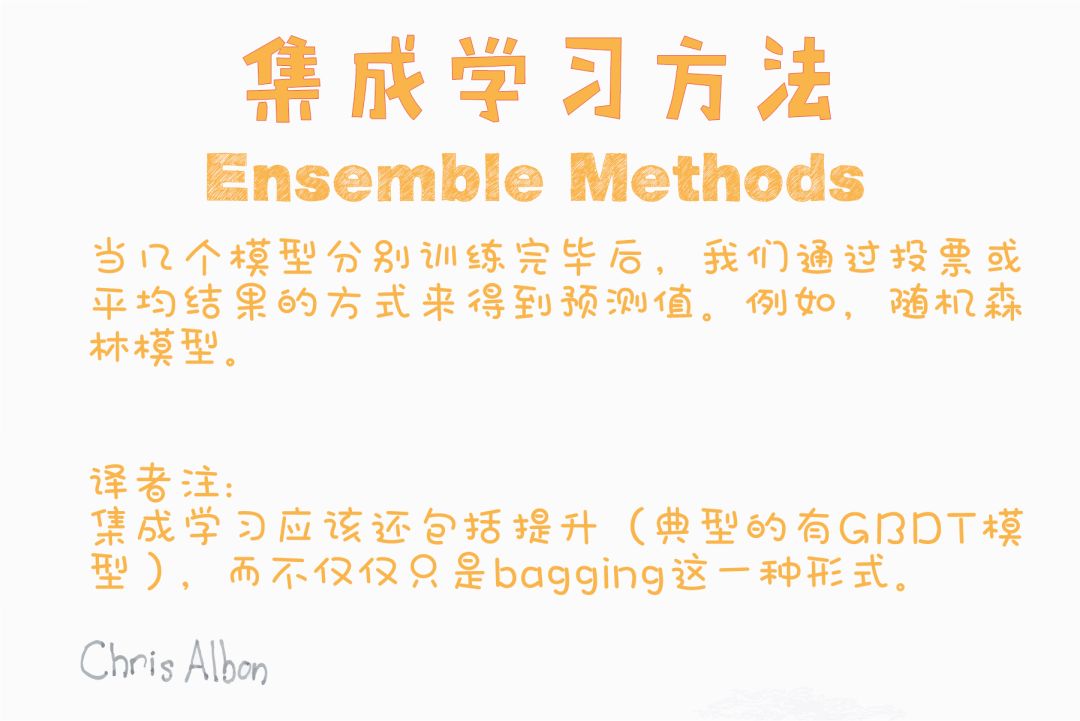 集成学习方法
Ensemble Methods
当几个模型分别训练完毕后，我们通过投票或
平均结果的方式来得到预测值。例如，随机森
林模型。
译者注:
集成学习应该还包括提升（典型的有GBDT模
型），而不仅仅只是bagging这一种形式。
Chris Albon